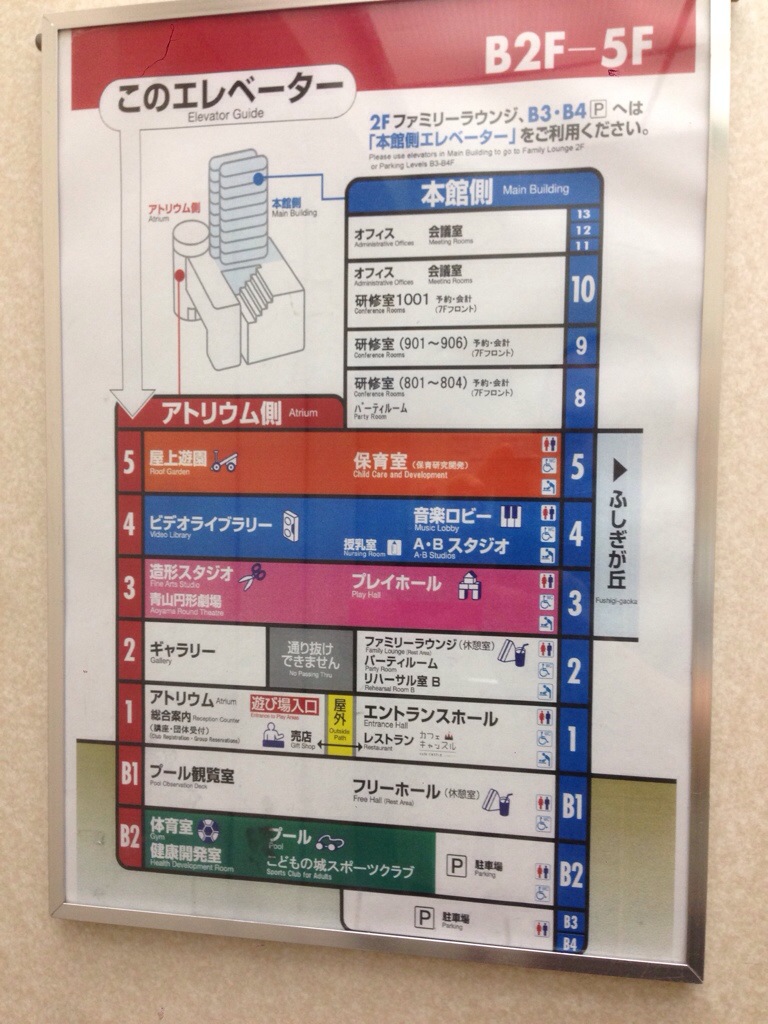 B2F–5F
このエレベーター
Elevator Guide
2Fファミリーラウンジ、B3・B4 P へは
「本館側エレベーター」をご利用ください。
Please use elevators in Main Building to go to Family Lounge 2F
or Parking Levels B3-B4F
アトリウム側
Atrium
本館側
Main Building
本館側 Main Building
13
オフィス 会議室 12
Administrative Offices Meeting Rooms
11
オフィス 会議室
Administrative Offices Meeting Rooms
10
研修室1001 予約・会計
Conference Rooms (7Fフロント)
研修室 (901〜906) 予約・会計 9
Conference Rooms (7Fフロント)
研修室 (801〜804) 予約・会計
Conference Rooms (7Fフロント)
8
パーティルーム
Party Room
アトリウム側 Atrium
5 屋上遊園 保育室 (保育研究開発) 5
Roof Garden Child Care and Development
ふしぎが丘
Fushigi-gaoka
4 ビデオライブラリー 音楽ロビー 4
Video Library Music Lobby
授乳室 A・Bスタジオ
Nursing Room A・B Studios
3 造形スタジオ プレイホール 3
Fine Arts Studio Play Hall
青山円形劇場
Aoyama Round Theatre
2 ギャラリー 通り抜け ファミリーラウンジ (休憩室) 2
Gallery できません Family Lounge (Rest Area)
No Passing Thru パーティルーム
Party Room
リハーサル室 B
Rehearsal Room B
1 アトリウム Atrium 遊び場入口 屋外 エントランスホール 1
Entrance to Play Areas Outside Path Entrance Hall
総合案内 Reception Counter
(講座・団体受付) 売店 レストラン カフェ キャッスル
(Club Registration・Group Reservations) Gift Shop Restaurant
B1 プール観覧室 フリーホール (休憩室) B1
Pool Observation Deck Free Hall (Rest Area)
B2 体育室 プール P 駐車場 B2
Gym Pool Parking
健康開発室 こどもの城スポーツクラブ
Health Development Room Sports Club for Adults
P 駐車場 B3
Parking
B4